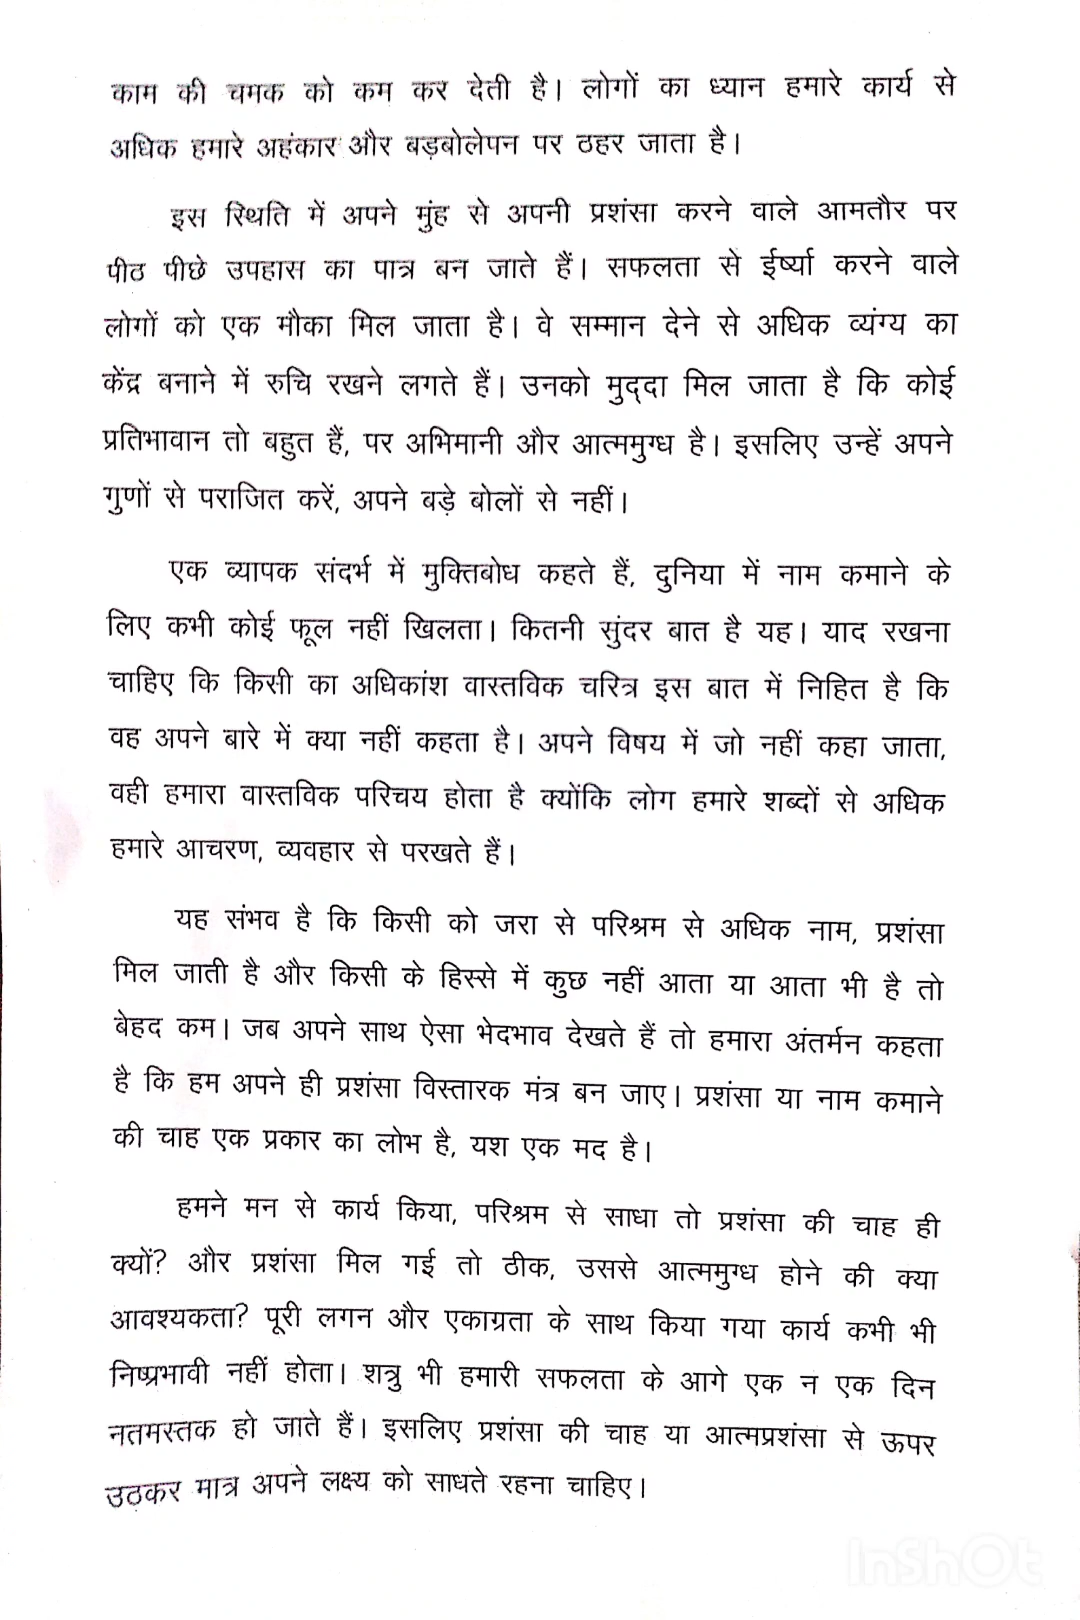 काम की चमक को कम कर देती है। लोगों का ध्यान हमारे कार्य से
अधिक हमारे अहंकार और बड़बोलेपन पर ठहर जाता है।
इस स्थिति में अपने मुंह से अपनी प्रशंसा करने वाले आमतौर पर
पीठ पीछे उपहास का पात्र बन जाते हैं। सफलता से ईर्ष्या करने वाले
लोगों को एक मौका मिल जाता है। वे सम्मान देने से अधिक व्यंग्य का
केंद्र बनाने में रुचि रखने लगते हैं। उनको मुद्‌दा मिल जाता है कि कोई
प्रतिभावान तो बहुत हैं, पर अभिमानी और आत्ममुग्ध है। इसलिए उन्हें अपने
गुणों से पराजित करें, अपने बड़े बोलों से नहीं।
एक व्यापक संदर्भ में मुक्तिबोध कहते हैं, दुनिया में नाम कमाने के
लिए कभी कोई फूल नहीं खिलता। कितनी सुंदर बात है यह। याद रखना
चाहिए कि किसी का अधिकांश वास्तविक चरित्र इस बात में निहित है कि
वह अपने बारे में क्या नहीं कहता है। अपने विषय में जो नहीं कहा जाता,
वही हमारा वास्तविक परिचय होता है क्योंकि लोग हमारे शब्दों से अधिक
हमारे आचरण, व्यवहार से परखते हैं।
यह संभव है कि किसी को जरा से परिश्रम से अधिक नाम, प्रशंसा
मिल जाती है और किसी के हिस्से में कुछ नहीं आता या आता भी है तो
बेहद कम। जब अपने साथ ऐसा भेदभाव देखते हैं तो हमारा अंतर्मन कहता
है कि हम अपने ही प्रशंसा विस्तारक मंत्र बन जाए। प्रशंसा या नाम कमाने
की चाह एक प्रकार का लोभ है, यश एक मद है।
हमने मन से कार्य किया, परिश्रम से साधा तो प्रशंसा की चाह ही
क्यों? और प्रशंसा मिल गई तो ठीक, उससे आत्ममुग्ध होने की क्या
आवश्यकता? पूरी लगन और एकाग्रता के साथ किया गया कार्य कभी भी
निष्प्रभावी नहीं होता। शत्रु भी हमारी सफलता के आगे एक न एक दिन
नतमस्तक हो जाते हैं। इसलिए प्रशंसा की चाह या आत्मप्रशंसा से ऊपर
उठकर मात्र अपने लक्ष्य को साधते रहना चाहिए।
InShOt